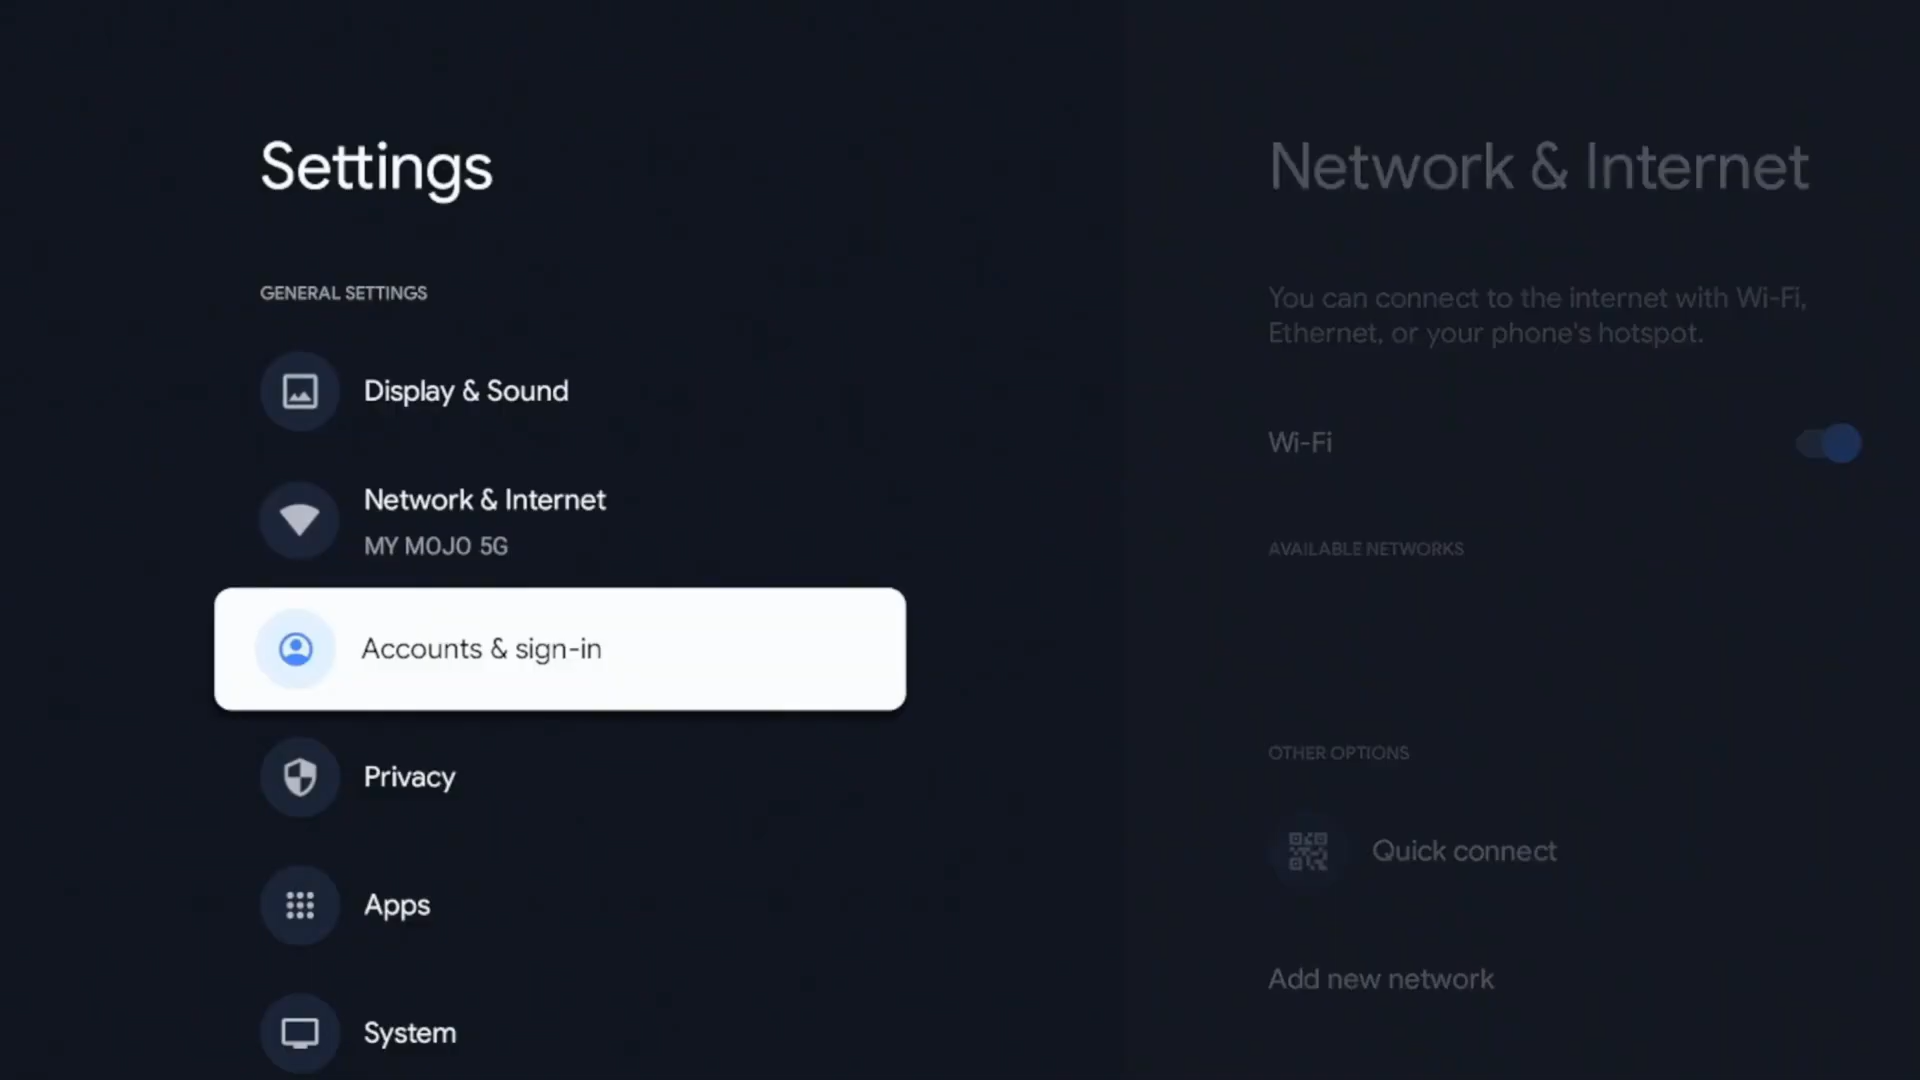 Settings
GENERAL SETTINGS
Display & Sound
Network & Internet
MY MOJO 5G
Accounts & sign-in
Privacy
Apps
System
Network & Internet
You can connect to the internet with Wi-Fi,
Ethernet, or your phone's hotspot.
Wi-Fi
AVAILABLE NETWORKS
OTHER OPTIONS
Quick connect
Add new network